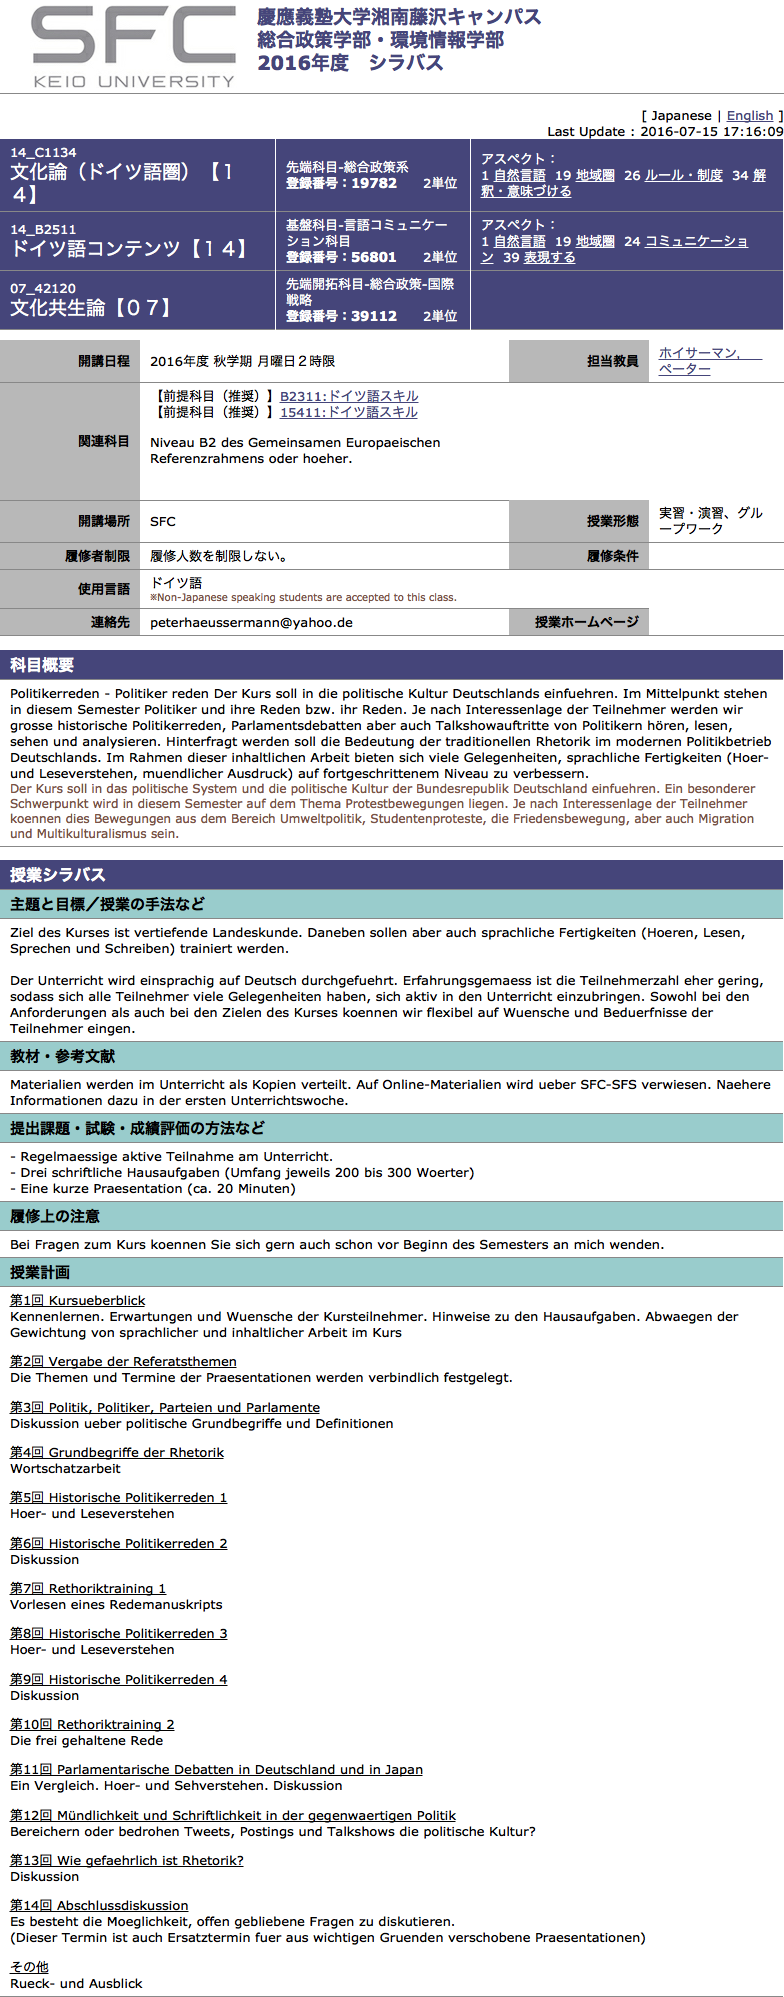 SFC
KEIO UNIVERSITY
慶應義塾大学湘南藤沢キャンパス
総合政策学部・環境情報学部
2016年度　シラバス
[ Japanese | English ]
Last Update : 2016-07-15 17:16:09
14_C1134
文化論（ドイツ語圏）【１
４】
先端科目-総合政策系
登録番号：19782 2単位
アスペクト：
1 自然言語 19 地域圏 26 ルール・制度 34 解
釈・意味づける
14_B2511
ドイツ語コンテンツ【１４】
基盤科目-言語コミュニケー
ション科目
登録番号：56801 2単位
アスペクト：
1 自然言語 19 地域圏 24 コミュニケーショ
ン 39 表現する
07_42120
文化共生論【０７】
先端開拓科目-総合政策-国際
戦略
登録番号：39112 2単位
開講日程
2016年度 秋学期 月曜日２時限
担当教員
ホイサーマン,
ペーター
関連科目
【前提科目（推奨）】B2311:ドイツ語スキル
【前提科目（推奨）】15411:ドイツ語スキル
Niveau B2 des Gemeinsamen Europaeischen
Referenzrahmens oder hoeher.
開講場所
SFC
授業形態
実習・演習、グル
ープワーク
履修者制限
履修人数を制限しない。
履修条件
使用言語
ドイツ語
※Non-Japanese speaking students are accepted to this class.
連絡先
peterhaeussermann@yahoo.de
授業ホームページ
科目概要
Politikerreden - Politiker reden Der Kurs soll in die politische Kultur Deutschlands einfuehren. Im Mittelpunkt stehen
in diesem Semester Politiker und ihre Reden bzw. ihr Reden. Je nach Interessenlage der Teilnehmer werden wir
grosse historische Politikerreden, Parlamentsdebatten aber auch Talkshowauftritte von Politikern hören, lesen,
sehen und analysieren. Hinterfragt werden soll die Bedeutung der traditionellen Rhetorik im modernen Politikbetrieb
Deutschlands. Im Rahmen dieser inhaltlichen Arbeit bieten sich viele Gelegenheiten, sprachliche Fertigkeiten (Hoer-
und Leseverstehen, muendlicher Ausdruck) auf fortgeschrittenem Niveau zu verbessern.
Der Kurs soll in das politische System und die politische Kultur der Bundesrepublik Deutschland einfuehren. Ein besonderer
Schwerpunkt wird in diesem Semester auf dem Thema Protestbewegungen liegen. Je nach Interessenlage der Teilnehmer
koennen dies Bewegungen aus dem Bereich Umweltpolitik, Studentenproteste, die Friedensbewegung, aber auch Migration
und Multikulturalismus sein.
授業シラバス
主題と目標／授業の手法など
Ziel des Kurses ist vertiefende Landeskunde. Daneben sollen aber auch sprachliche Fertigkeiten (Hoeren, Lesen,
Sprechen und Schreiben) trainiert werden.
Der Unterricht wird einsprachig auf Deutsch durchgefuehrt. Erfahrungsgemaess ist die Teilnehmerzahl eher gering,
sodass sich alle Teilnehmer viele Gelegenheiten haben, sich aktiv in den Unterricht einzubringen. Sowohl bei den
Anforderungen als auch bei den Zielen des Kurses koennen wir flexibel auf Wuensche und Beduerfnisse der
Teilnehmer eingen.
教材・参考文献
Materialien werden im Unterricht als Kopien verteilt. Auf Online-Materialien wird ueber SFC-SFS verwiesen. Naehere
Informationen dazu in der ersten Unterrichtswoche.
提出課題・試験・成績評価の方法など
- Regelmaessige aktive Teilnahme am Unterricht.
- Drei schriftliche Hausaufgaben (Umfang jeweils 200 bis 300 Woerter)
- Eine kurze Praesentation (ca. 20 Minuten)
履修上の注意
Bei Fragen zum Kurs koennen Sie sich gern auch schon vor Beginn des Semesters an mich wenden.
授業計画
第1回 Kursueberblick
Kennenlernen. Erwartungen und Wuensche der Kursteilnehmer. Hinweise zu den Hausaufgaben. Abwaegen der
Gewichtung von sprachlicher und inhaltlicher Arbeit im Kurs
第2回 Vergabe der Referatsthemen
Die Themen und Termine der Praesentationen werden verbindlich festgelegt.
第3回 Politik, Politiker, Parteien und Parlamente
Diskussion ueber politische Grundbegriffe und Definitionen
第4回 Grundbegriffe der Rhetorik
Wortschatzarbeit
第5回 Historische Politikerreden 1
Hoer- und Leseverstehen
第6回 Historische Politikerreden 2
Diskussion
第7回 Rethoriktraining 1
Vorlesen eines Redemanuskripts
第8回 Historische Politikerreden 3
Hoer- und Leseverstehen
第9回 Historische Politikerreden 4
Diskussion
第10回 Rethoriktraining 2
Die frei gehaltene Rede
第11回 Parlamentarische Debatten in Deutschland und in Japan
Ein Vergleich. Hoer- und Sehverstehen. Diskussion
第12回 Mündlichkeit und Schriftlichkeit in der gegenwaertigen Politik
Bereichern oder bedrohen Tweets, Postings und Talkshows die politische Kultur?
第13回 Wie gefaehrlich ist Rhetorik?
Diskussion
第14回 Abschlussdiskussion
Es besteht die Moeglichkeit, offen gebliebene Fragen zu diskutieren.
(Dieser Termin ist auch Ersatztermin fuer aus wichtigen Gruenden verschobene Praesentationen)
その他
Rueck- und Ausblick